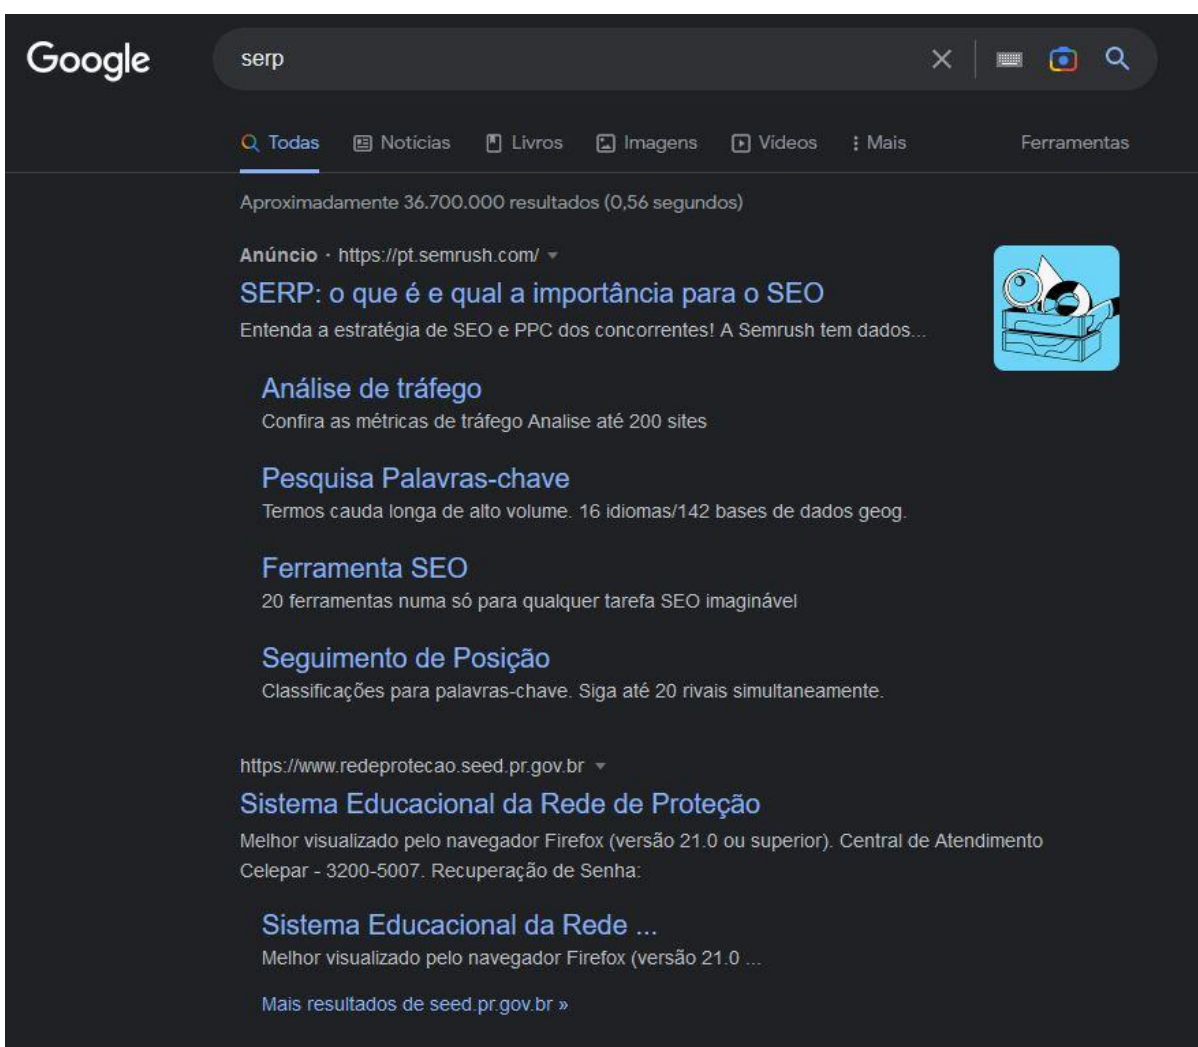 Google
serp
Todas Notícias Livros Imagens Vídeos Mais Ferramentas
Aproximadamente 36.700.000 resultados (0,56 segundos)
Anúncio · https://pt.semrush.com/
SERP: o que é e qual a importância para o SEO
Entenda a estratégia de SEO e PPC dos concorrentes! A Semrush tem dados...
Análise de tráfego
Confira as métricas de tráfego Analise até 200 sites
Pesquisa Palavras-chave
Termos cauda longa de alto volume. 16 idiomas/142 bases de dados geog.
Ferramenta SEO
20 ferramentas numa só para qualquer tarefa SEO imaginável
Seguimento de Posição
Classificações para palavras-chave. Siga até 20 rivais simultaneamente.
https://www.redeprotecao.seed.pr.gov.br
Sistema Educacional da Rede de Proteção
Melhor visualizado pelo navegador Firefox (versão 21.0 ou superior). Central de Atendimento
Celepar - 3200-5007. Recuperação de Senha:
Sistema Educacional da Rede ...
Melhor visualizado pelo navegador Firefox (versão 21.0 ...
Mais resultados de seed.pr.gov.br »